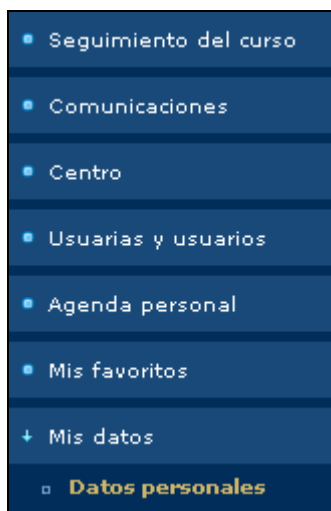 Seguimiento del curso
Comunicaciones
Centro
Usuarias y usuarios
Agenda personal
Mis favoritos
Mis datos
Datos personales